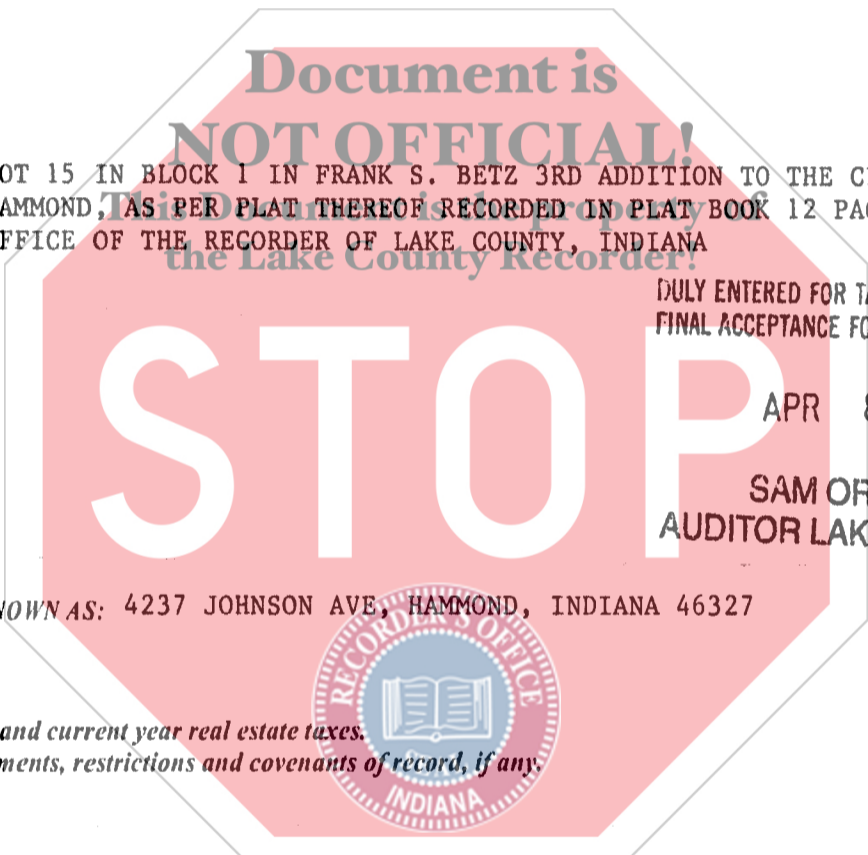 Document is
NOT OFFICIAL!
This Document is the property of
the Lake County Recorder!
OT 15 IN BLOCK 1 IN FRANK S. BETZ 3RD ADDITION TO THE C
AMMOND, AS PER PLAT THEREOF RECORDED IN PLAT BOOK 12 PA
FFICE OF THE RECORDER OF LAKE COUNTY, INDIANA
DULY ENTERED FOR TA
FINAL ACCEPTANCE FO
STOP
APR 8
SAM OR
AUDITOR LAK
NOWN AS: 4237 JOHNSON AVE, HAMMOND, INDIANA 46327
RECORDER'S OFFICE
SEAL
INDIANA
and current year real estate taxes.
ments, restrictions and covenants of record, if any.